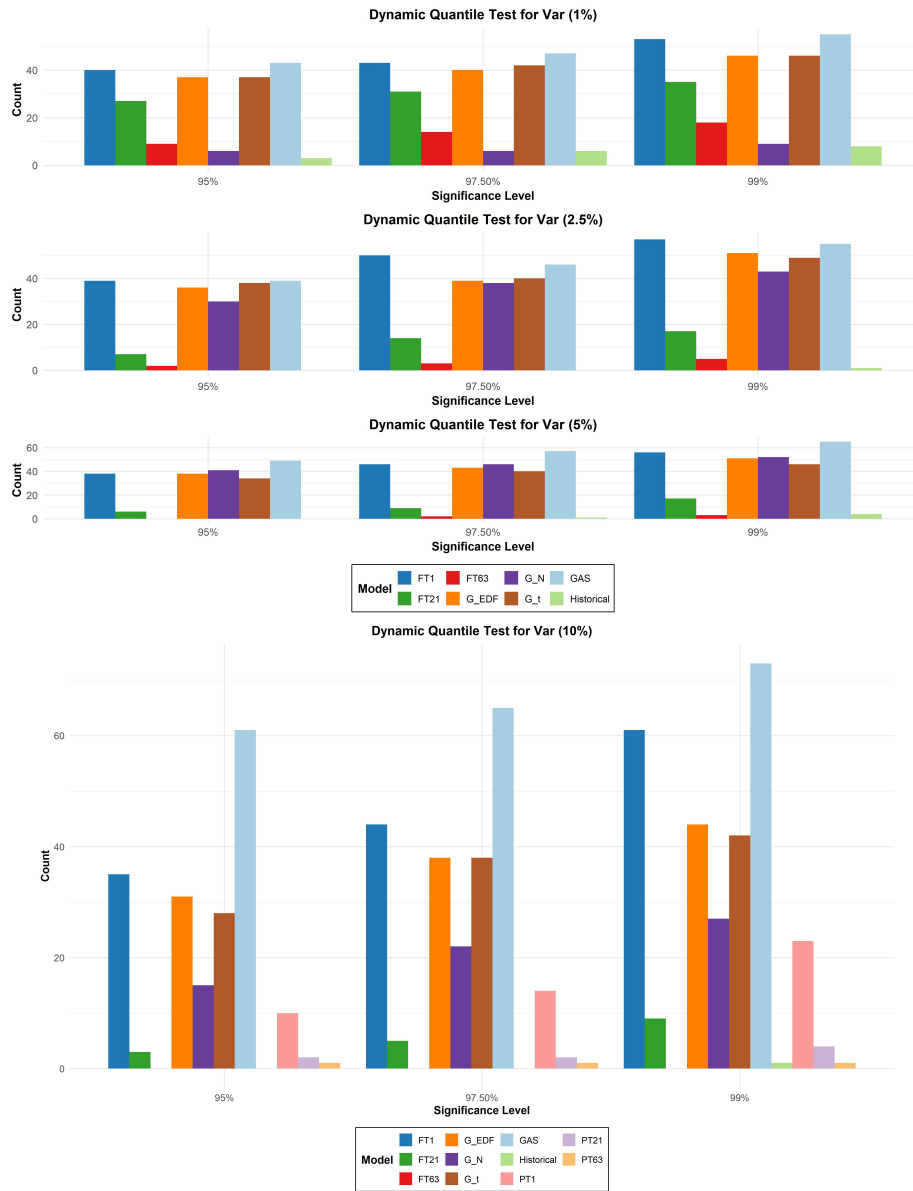 Dynamic Quantile Test for Var (1%)
Count
40
20
0
95%
97.50%
99%
Significance Level
Dynamic Quantile Test for Var (2.5%)
Count
40
20
0
95%
97.50%
99%
Significance Level
Dynamic Quantile Test for Var (5%)
Count
60
40
20
0
95%
97.50%
99%
Significance Level
Model
FT1 FT63 G_N GAS
FT21 G_EDF G_t Historical
Dynamic Quantile Test for Var (10%)
Count
60
40
20
0
95%
97.50%
99%
Significance Level
Model
FT1 G_EDF GAS PT21
FT21 G_N Historical PT63
FT63 G_t PT1